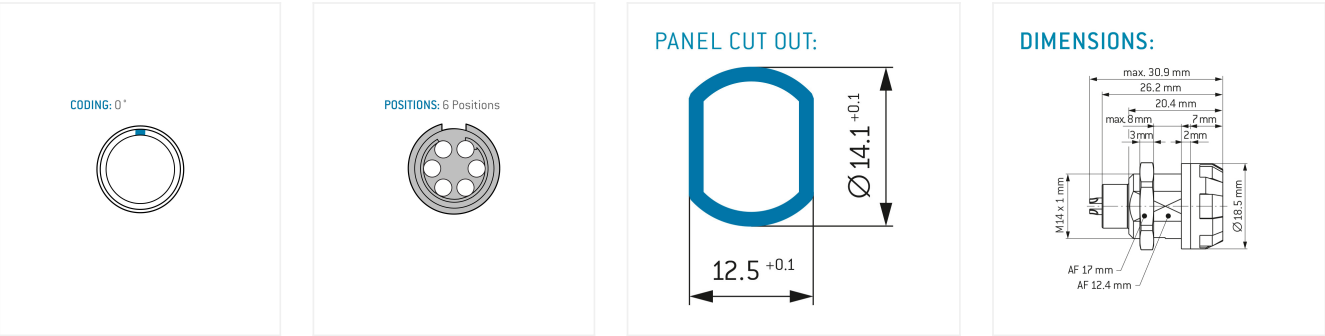 CODING: 0°
POSITIONS: 6 Positions
PANEL CUT OUT:
Ø 14.1 +0.1
12.5 +0.1
DIMENSIONS:
max. 30.9 mm
26.2 mm
20.4 mm
max. 8 mm
7 mm
3 mm
2 mm
M14 x 1 mm
Ø 18.5 mm
AF 17 mm
AF 12.4 mm